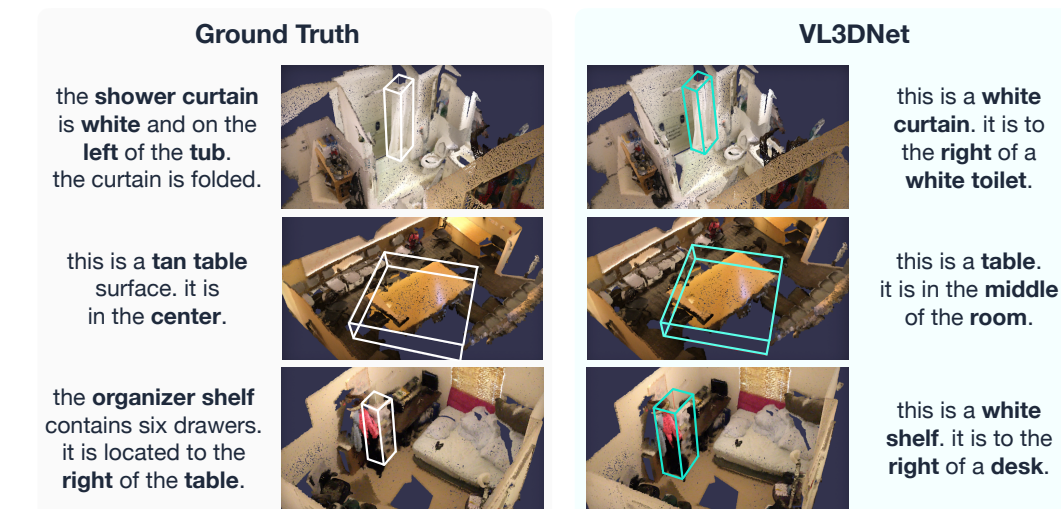 Ground Truth
VL3DNet
the shower curtain
is white and on the
left of the tub.
the curtain is folded.
this is a white
curtain. it is to
the right of a
white toilet.
this is a tan table
surface. it is
in the center.
this is a table.
it is in the middle
of the room.
the organizer shelf
contains six drawers.
it is located to the
right of the table.
this is a white
shelf. it is to the
right of a desk.